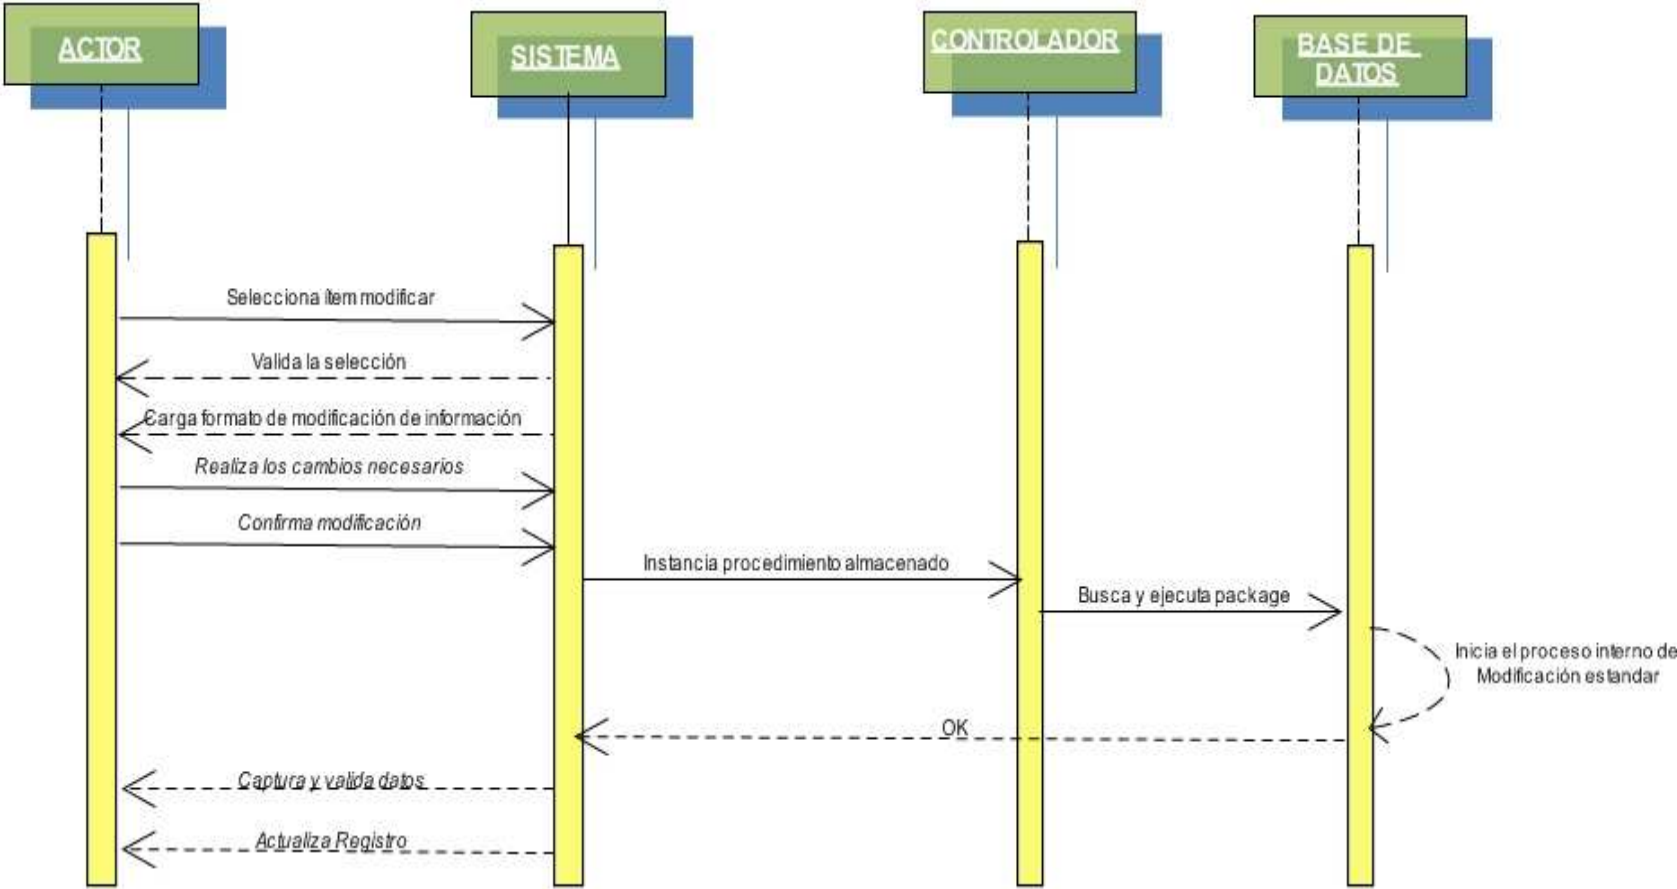 ACTOR
SISTEMA
CONTROLADOR
BASE DE
DATOS
Selecciona ítem modificar
Valida la selección
Carga formato de modificación de información
Realiza los cambios necesarios
Confirma modificación
Instancia procedimiento almacenado
Busca y ejecuta package
Inicia el proceso interno de
Modificación estandar
OK
Captura y valida datos
Actualiza Registro